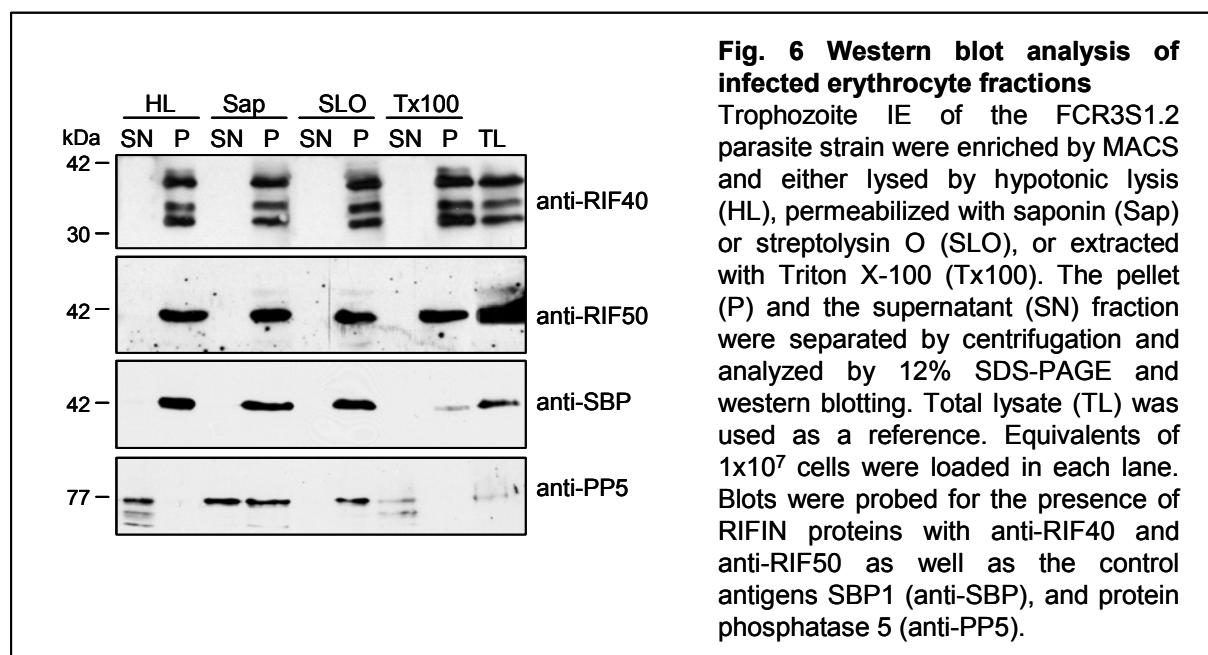 HL Sap SLO Tx100
kDa SN P SN P SN P SN P TL
42
anti-RIF40
30
42
anti-RIF50
42
anti-SBP
77
anti-PP5
Fig. 6 Western blot analysis of
infected erythrocyte fractions
Trophozoite IE of the FCR3S1.2
parasite strain were enriched by MACS
and either lysed by hypotonic lysis
(HL), permeabilized with saponin (Sap)
or streptolysin O (SLO), or extracted
with Triton X-100 (Tx100). The pellet
(P) and the supernatant (SN) fraction
were separated by centrifugation and
analyzed by 12% SDS-PAGE and
western blotting. Total lysate (TL) was
used as a reference. Equivalents of
1x10⁷ cells were loaded in each lane.
Blots were probed for the presence of
RIFIN proteins with anti-RIF40 and
anti-RIF50 as well as the control
antigens SBP1 (anti-SBP), and protein
phosphatase 5 (anti-PP5).